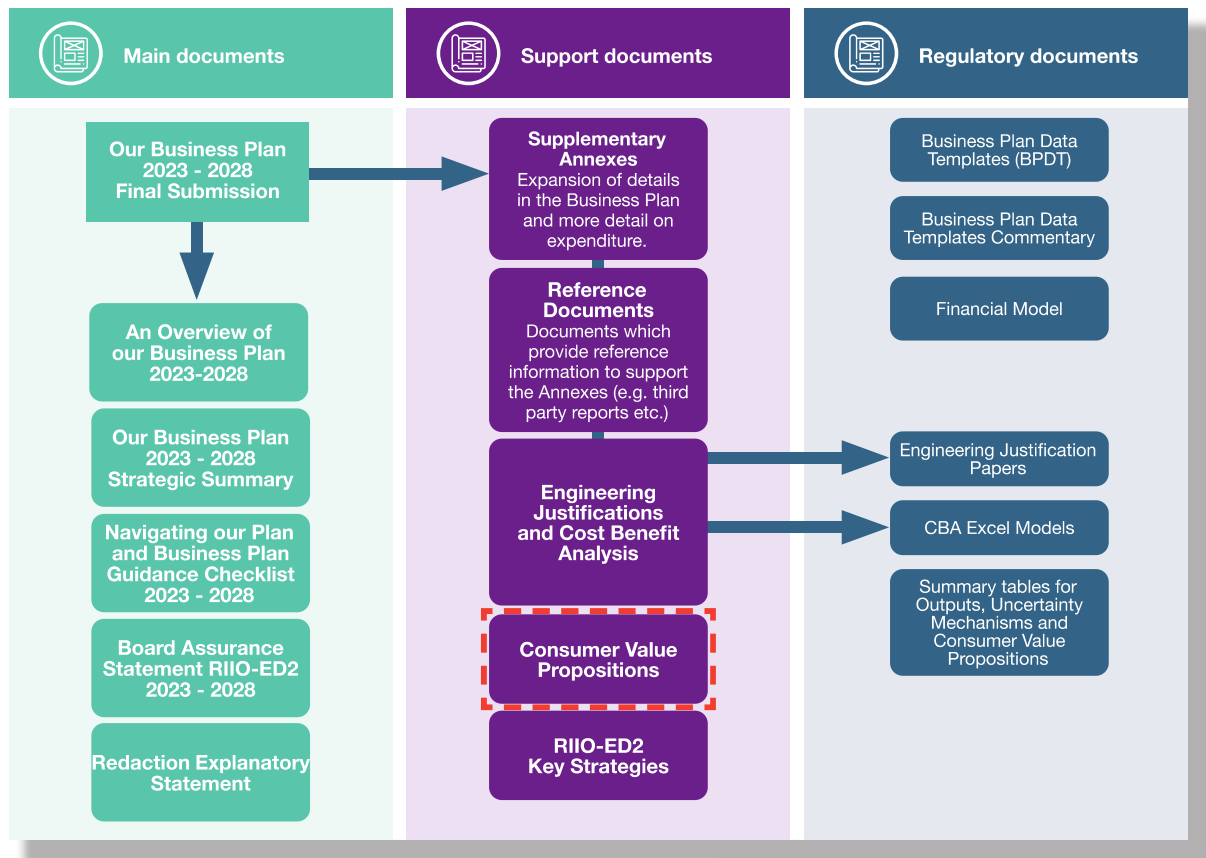 Main documents
Our Business Plan
2023 - 2028
Final Submission
An Overview of
our Business Plan
2023-2028
Our Business Plan
2023 - 2028
Strategic Summary
Navigating our Plan
and Business Plan
Guidance Checklist
2023 - 2028
Board Assurance
Statement RIIO-ED2
2023 - 2028
Redaction Explanatory
Statement
Support documents
Supplementary
Annexes
Expansion of details
in the Business Plan
and more detail on
expenditure.
Reference
Documents
Documents which
provide reference
information to support
the Annexes (e.g. third
party reports etc.)
Engineering
Justifications
and Cost Benefit
Analysis
Consumer Value
Propositions
RIIO-ED2
Key Strategies
Regulatory documents
Business Plan Data
Templates (BPDT)
Business Plan Data
Templates Commentary
Financial Model
Engineering Justification
Papers
CBA Excel Models
Summary tables for
Outputs, Uncertainty
Mechanisms and
Consumer Value
Propositions